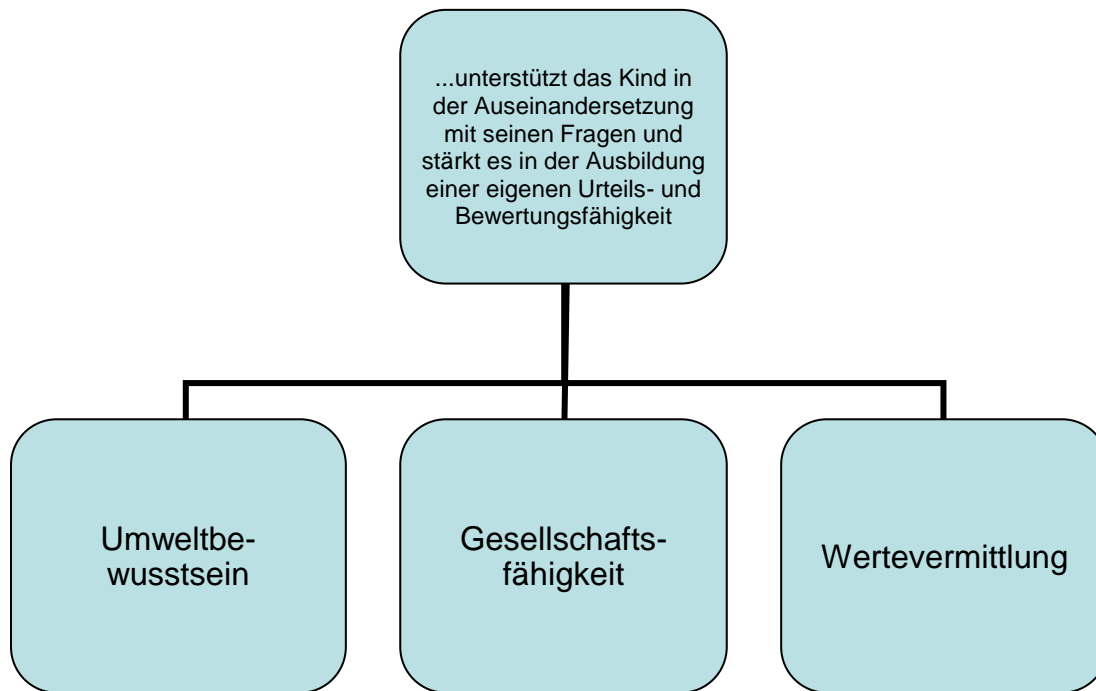 ...unterstützt das Kind in
der Auseinandersetzung
mit seinen Fragen und
stärkt es in der Ausbildung
einer eigenen Urteils- und
Bewertungsfähigkeit
Umweltbe-
wusstsein
Gesellschafts-
fähigkeit
Wertevermittlung